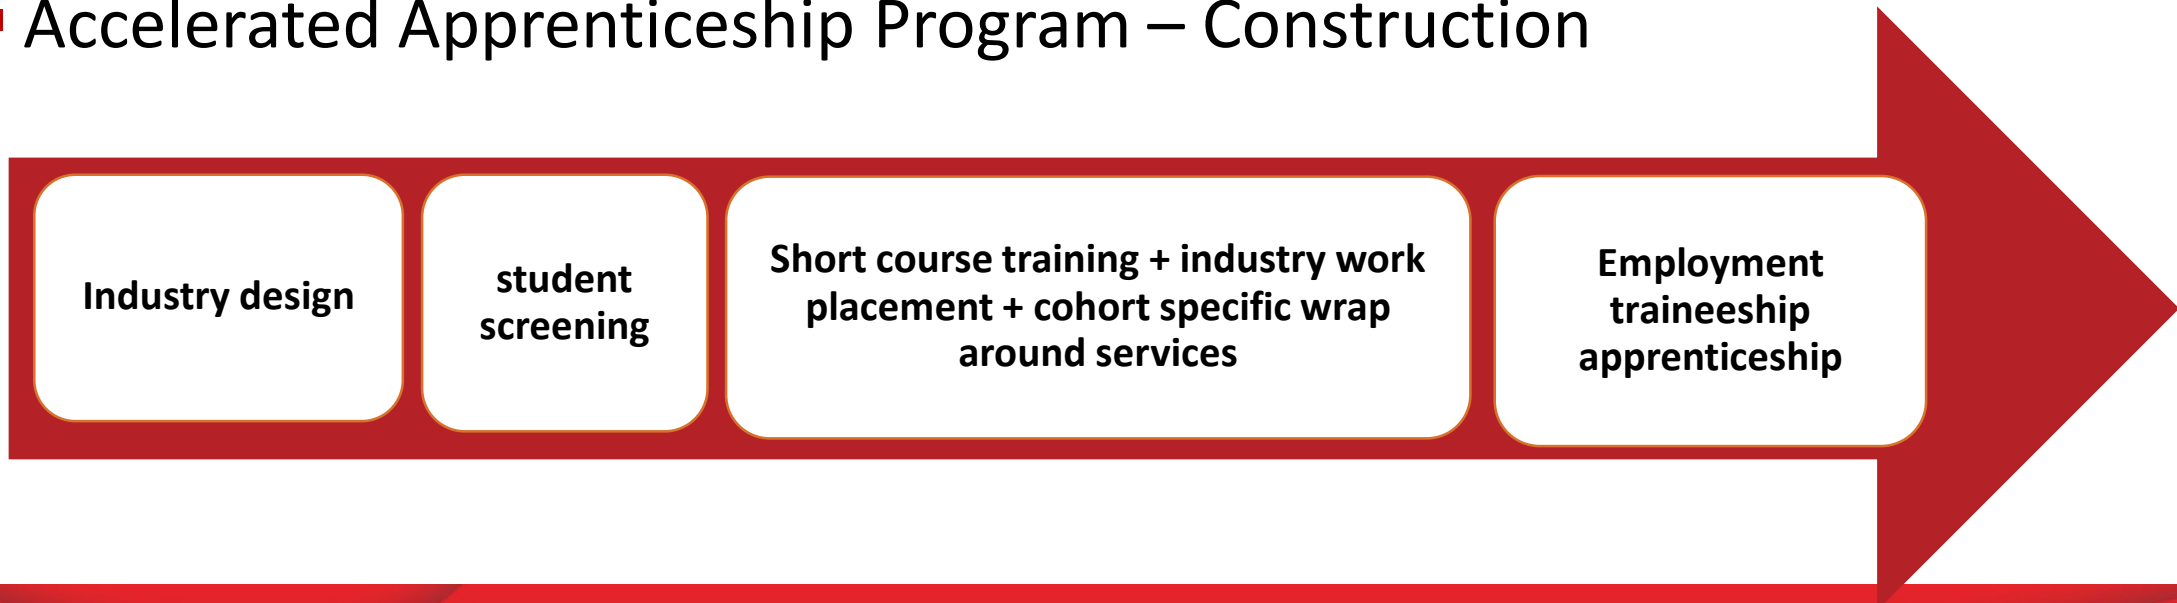 Accelerated Apprenticeship Program – Construction
Industry design
student
screening
Short course training + industry work
placement + cohort specific wrap
around services
Employment
traineeship
apprenticeship